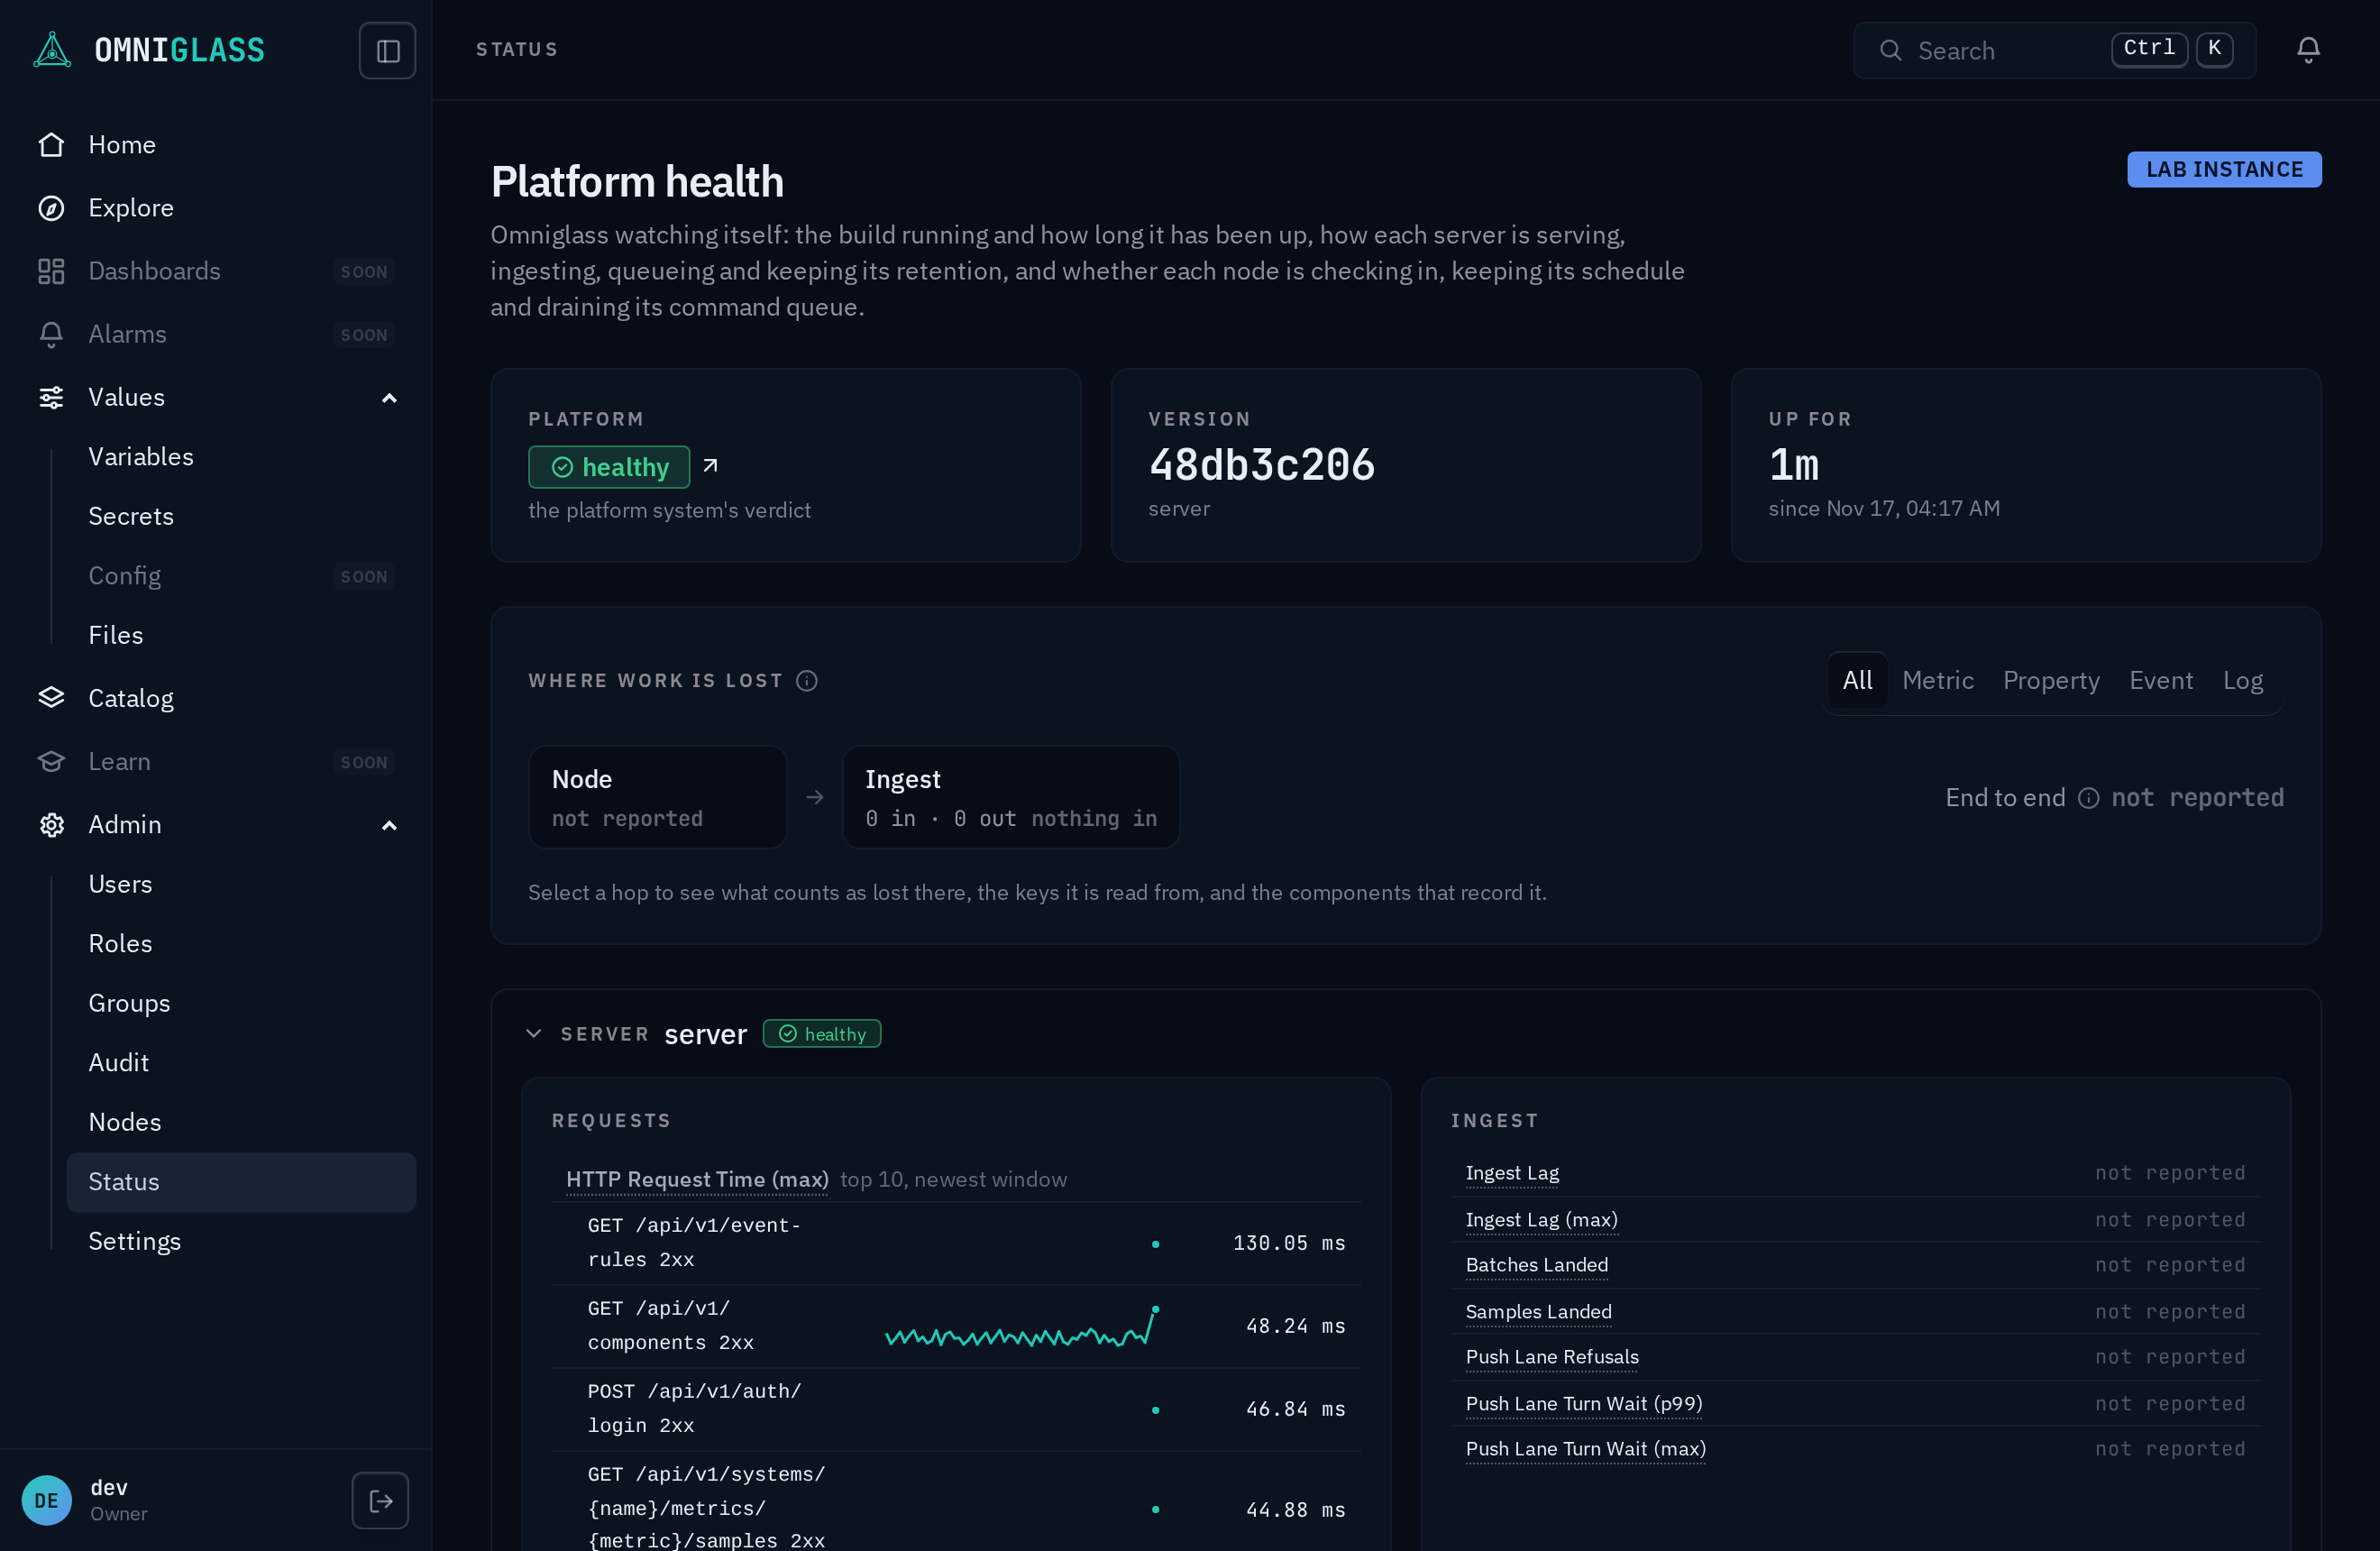 OMNIGLASS
STATUS
Search
Ctrl K
Home
Explore
Dashboards SOON
Alarms SOON
Values
Variables
Secrets
Config SOON
Files
Catalog
Learn SOON
Admin
Users
Roles
Groups
Audit
Nodes
Status
Settings
DE
dev
Owner
Platform health
LAB INSTANCE
Omniglass watching itself: the build running and how long it has been up, how each server is serving,
ingesting, queueing and keeping its retention, and whether each node is checking in, keeping its schedule
and draining its command queue.
PLATFORM
healthy
the platform system's verdict
VERSION
48db3c206
server
UP FOR
1m
since Nov 17, 04:17 AM
WHERE WORK IS LOST
All Metric Property Event Log
Node
not reported
Ingest
0 in · 0 out nothing in
End to end not reported
Select a hop to see what counts as lost there, the keys it is read from, and the components that record it.
SERVER server healthy
REQUESTS
HTTP Request Time (max) top 10, newest window
GET /api/v1/event-
rules 2xx
130.05 ms
GET /api/v1/
components 2xx
48.24 ms
POST /api/v1/auth/
login 2xx
46.84 ms
GET /api/v1/systems/
{name}/metrics/
{metric}/samples 2xx
44.88 ms
INGEST
Ingest Lag not reported
Ingest Lag (max) not reported
Batches Landed not reported
Samples Landed not reported
Push Lane Refusals not reported
Push Lane Turn Wait (p99) not reported
Push Lane Turn Wait (max) not reported